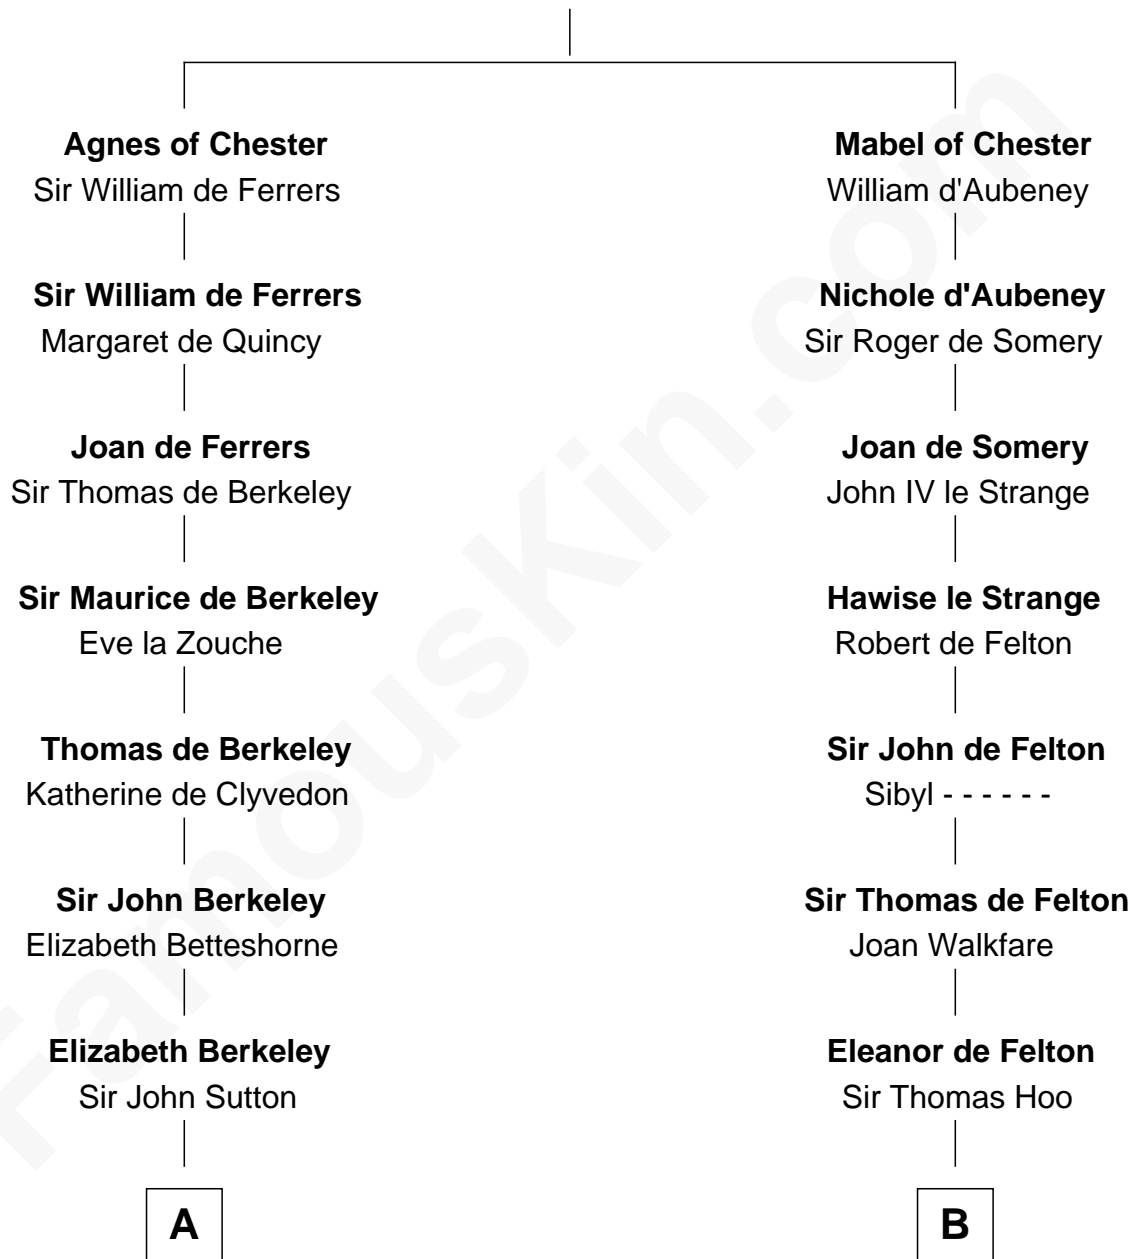 Agnes of Chester
Sir William de Ferrers
Sir William de Ferrers
Margaret de Quincy
Joan de Ferrers
Sir Thomas de Berkeley
Sir Maurice de Berkeley
Eve la Zouche
Thomas de Berkeley
Katherine de Clyvedon
Sir John Berkeley
Elizabeth Betteshorne
Elizabeth Berkeley
Sir John Sutton
A
Mabel of Chester
William d'Aubeney
Nichole d'Aubeney
Sir Roger de Somery
Joan de Somery
John IV le Strange
Hawise le Strange
Robert de Felton
Sir John de Felton
Sibyl - - - - - -
Sir Thomas de Felton
Joan Walkfare
Eleanor de Felton
Sir Thomas Hoo
B
FamousKin.com